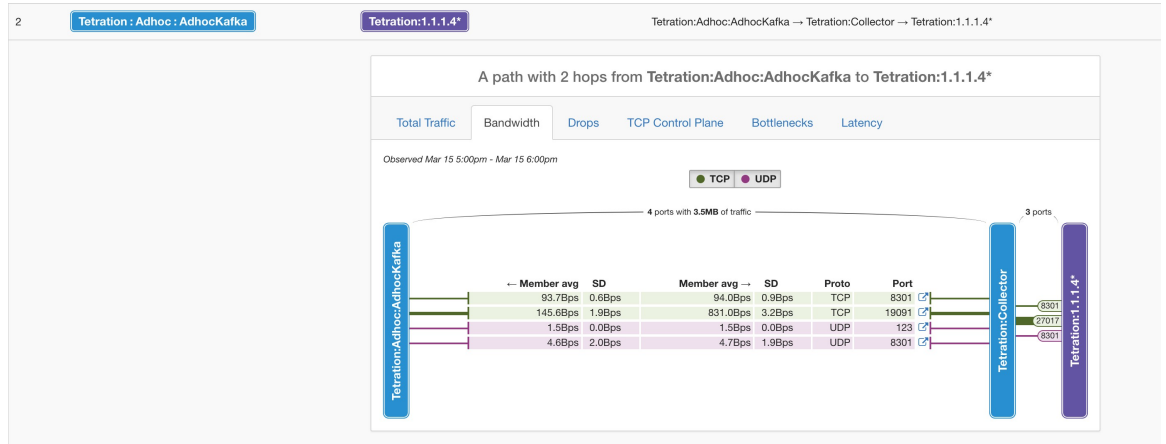 2 Tetration : Adhoc : AdhocKafka Tetration:1.1.1.4* Tetration:Adhoc:AdhocKafka → Tetration:Collector → Tetration:1.1.1.4*
A path with 2 hops from Tetration:Adhoc:AdhocKafka to Tetration:1.1.1.4*
Total Traffic Bandwidth Drops TCP Control Plane Bottlenecks Latency
Observed Mar 15 5:00pm - Mar 15 6:00pm
TCP UDP
4 ports with 3.5MB of traffic 3 ports
Tetration:Adhoc:AdhocKafka
← Member avg SD Member avg → SD Proto Port
93.7Bps 0.6Bps 94.0Bps 0.9Bps TCP 8301
145.6Bps 1.9Bps 831.0Bps 3.2Bps TCP 19091
1.5Bps 0.0Bps 1.5Bps 0.0Bps UDP 123
4.6Bps 2.0Bps 4.7Bps 1.9Bps UDP 8301
Tetration:Collector
8301
27017
8301
Tetration:1.1.1.4*